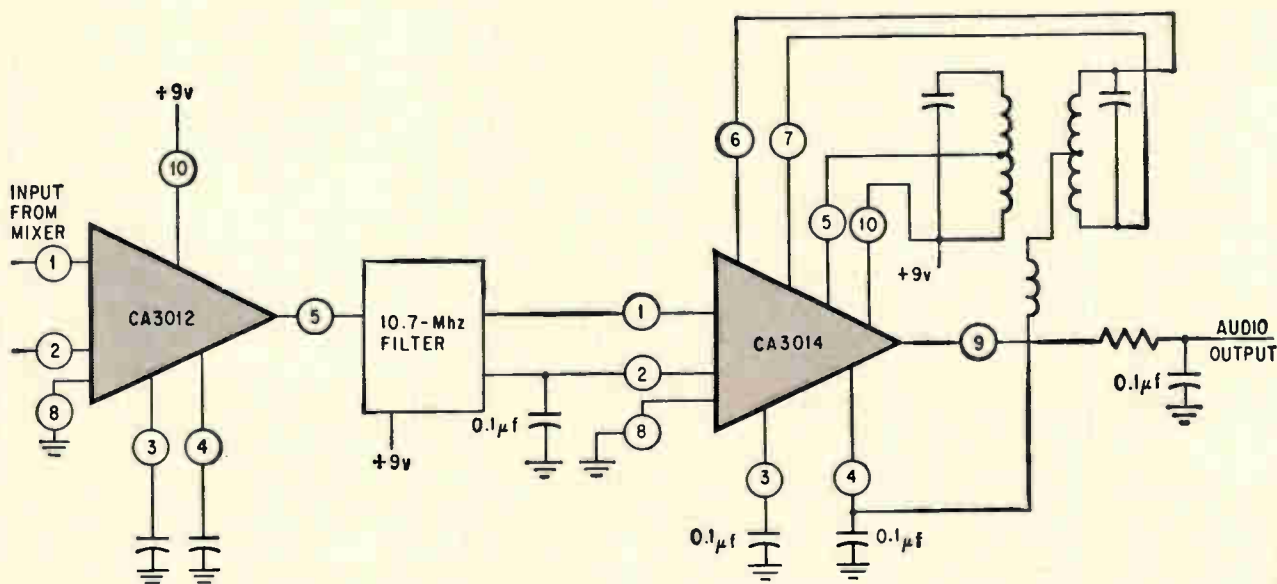 +9v
10
INPUT
FROM
MIXER
1
CA3012
2
8
3
4
5
10.7-Mhz
FILTER
+9v
0.1μf
1
2
8
6
7
5
10
+9v
CA3014
9
3
4
0.1μf
0.1μf
AUDIO
OUTPUT
0.1μf